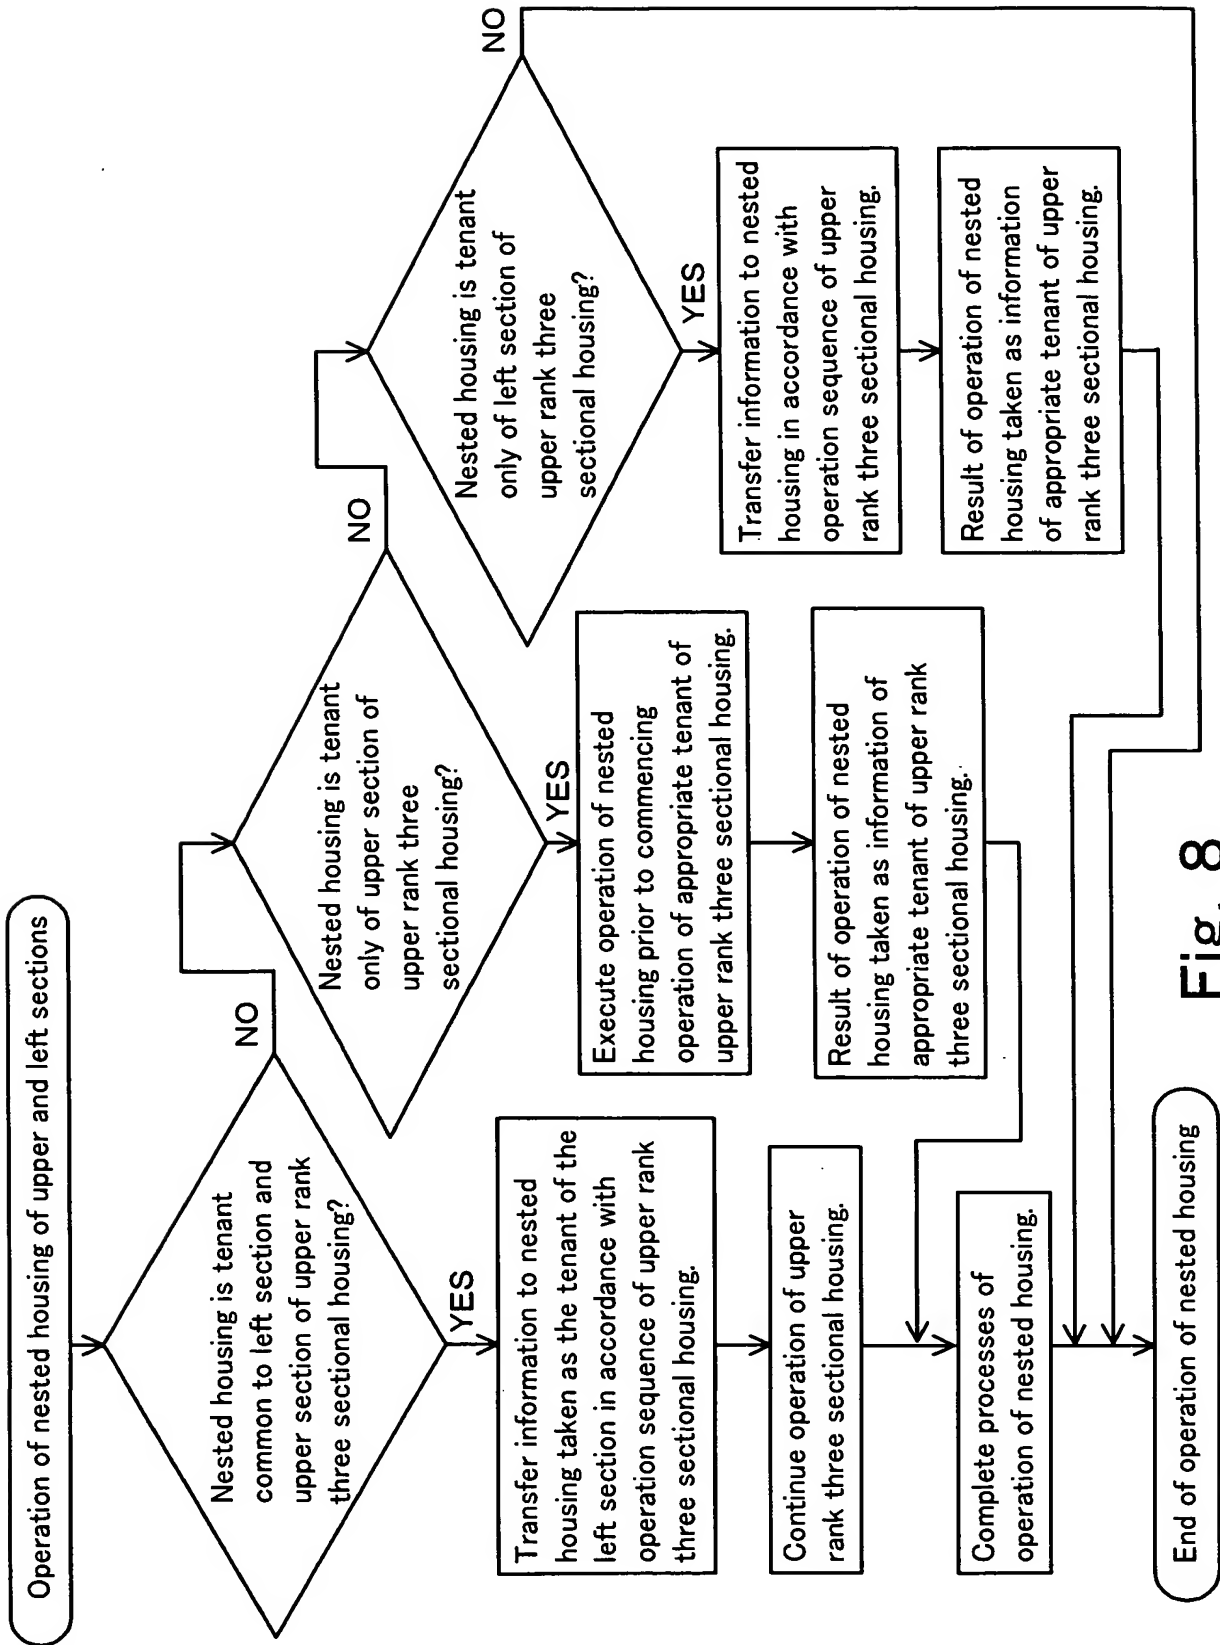 Operation of nested housing of upper and left sections
Nested housing is tenant
common to left section and
upper section of upper rank
three sectional housing?
NO
YES
Transfer information to nested
housing taken as the tenant of the
left section in accordance with
operation sequence of upper rank
three sectional housing.
Continue operation of upper
rank three sectional housing.
Complete processes of
operation of nested housing.
End of operation of nested housing
Nested housing is tenant
only of upper section of
upper rank three
sectional housing?
NO
YES
Execute operation of nested
housing prior to commencing
operation of appropriate tenant of
upper rank three sectional housing.
Result of operation of nested
housing taken as information of
appropriate tenant of upper rank
three sectional housing.
Nested housing is tenant
only of left section of
upper rank three
sectional housing?
NO
YES
Transfer information to nested
housing in accordance with
operation sequence of upper
rank three sectional housing.
Result of operation of nested
housing taken as information
of appropriate tenant of upper
rank three sectional housing.
Fig. 8